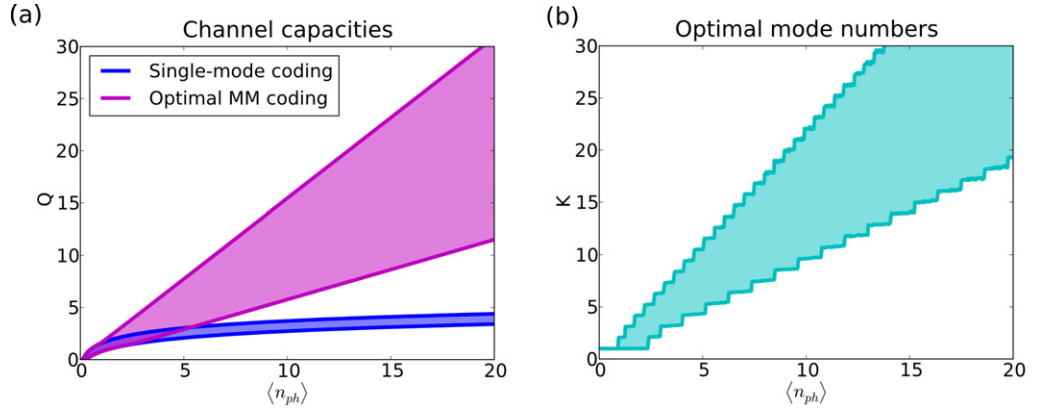 (a)
Channel capacities
Single-mode coding
Optimal MM coding
Q
30
25
20
15
10
5
0
0 5 10 15 20
⟨n_ph⟩
(b)
Optimal mode numbers
K
30
25
20
15
10
5
0
0 5 10 15 20
⟨n_ph⟩